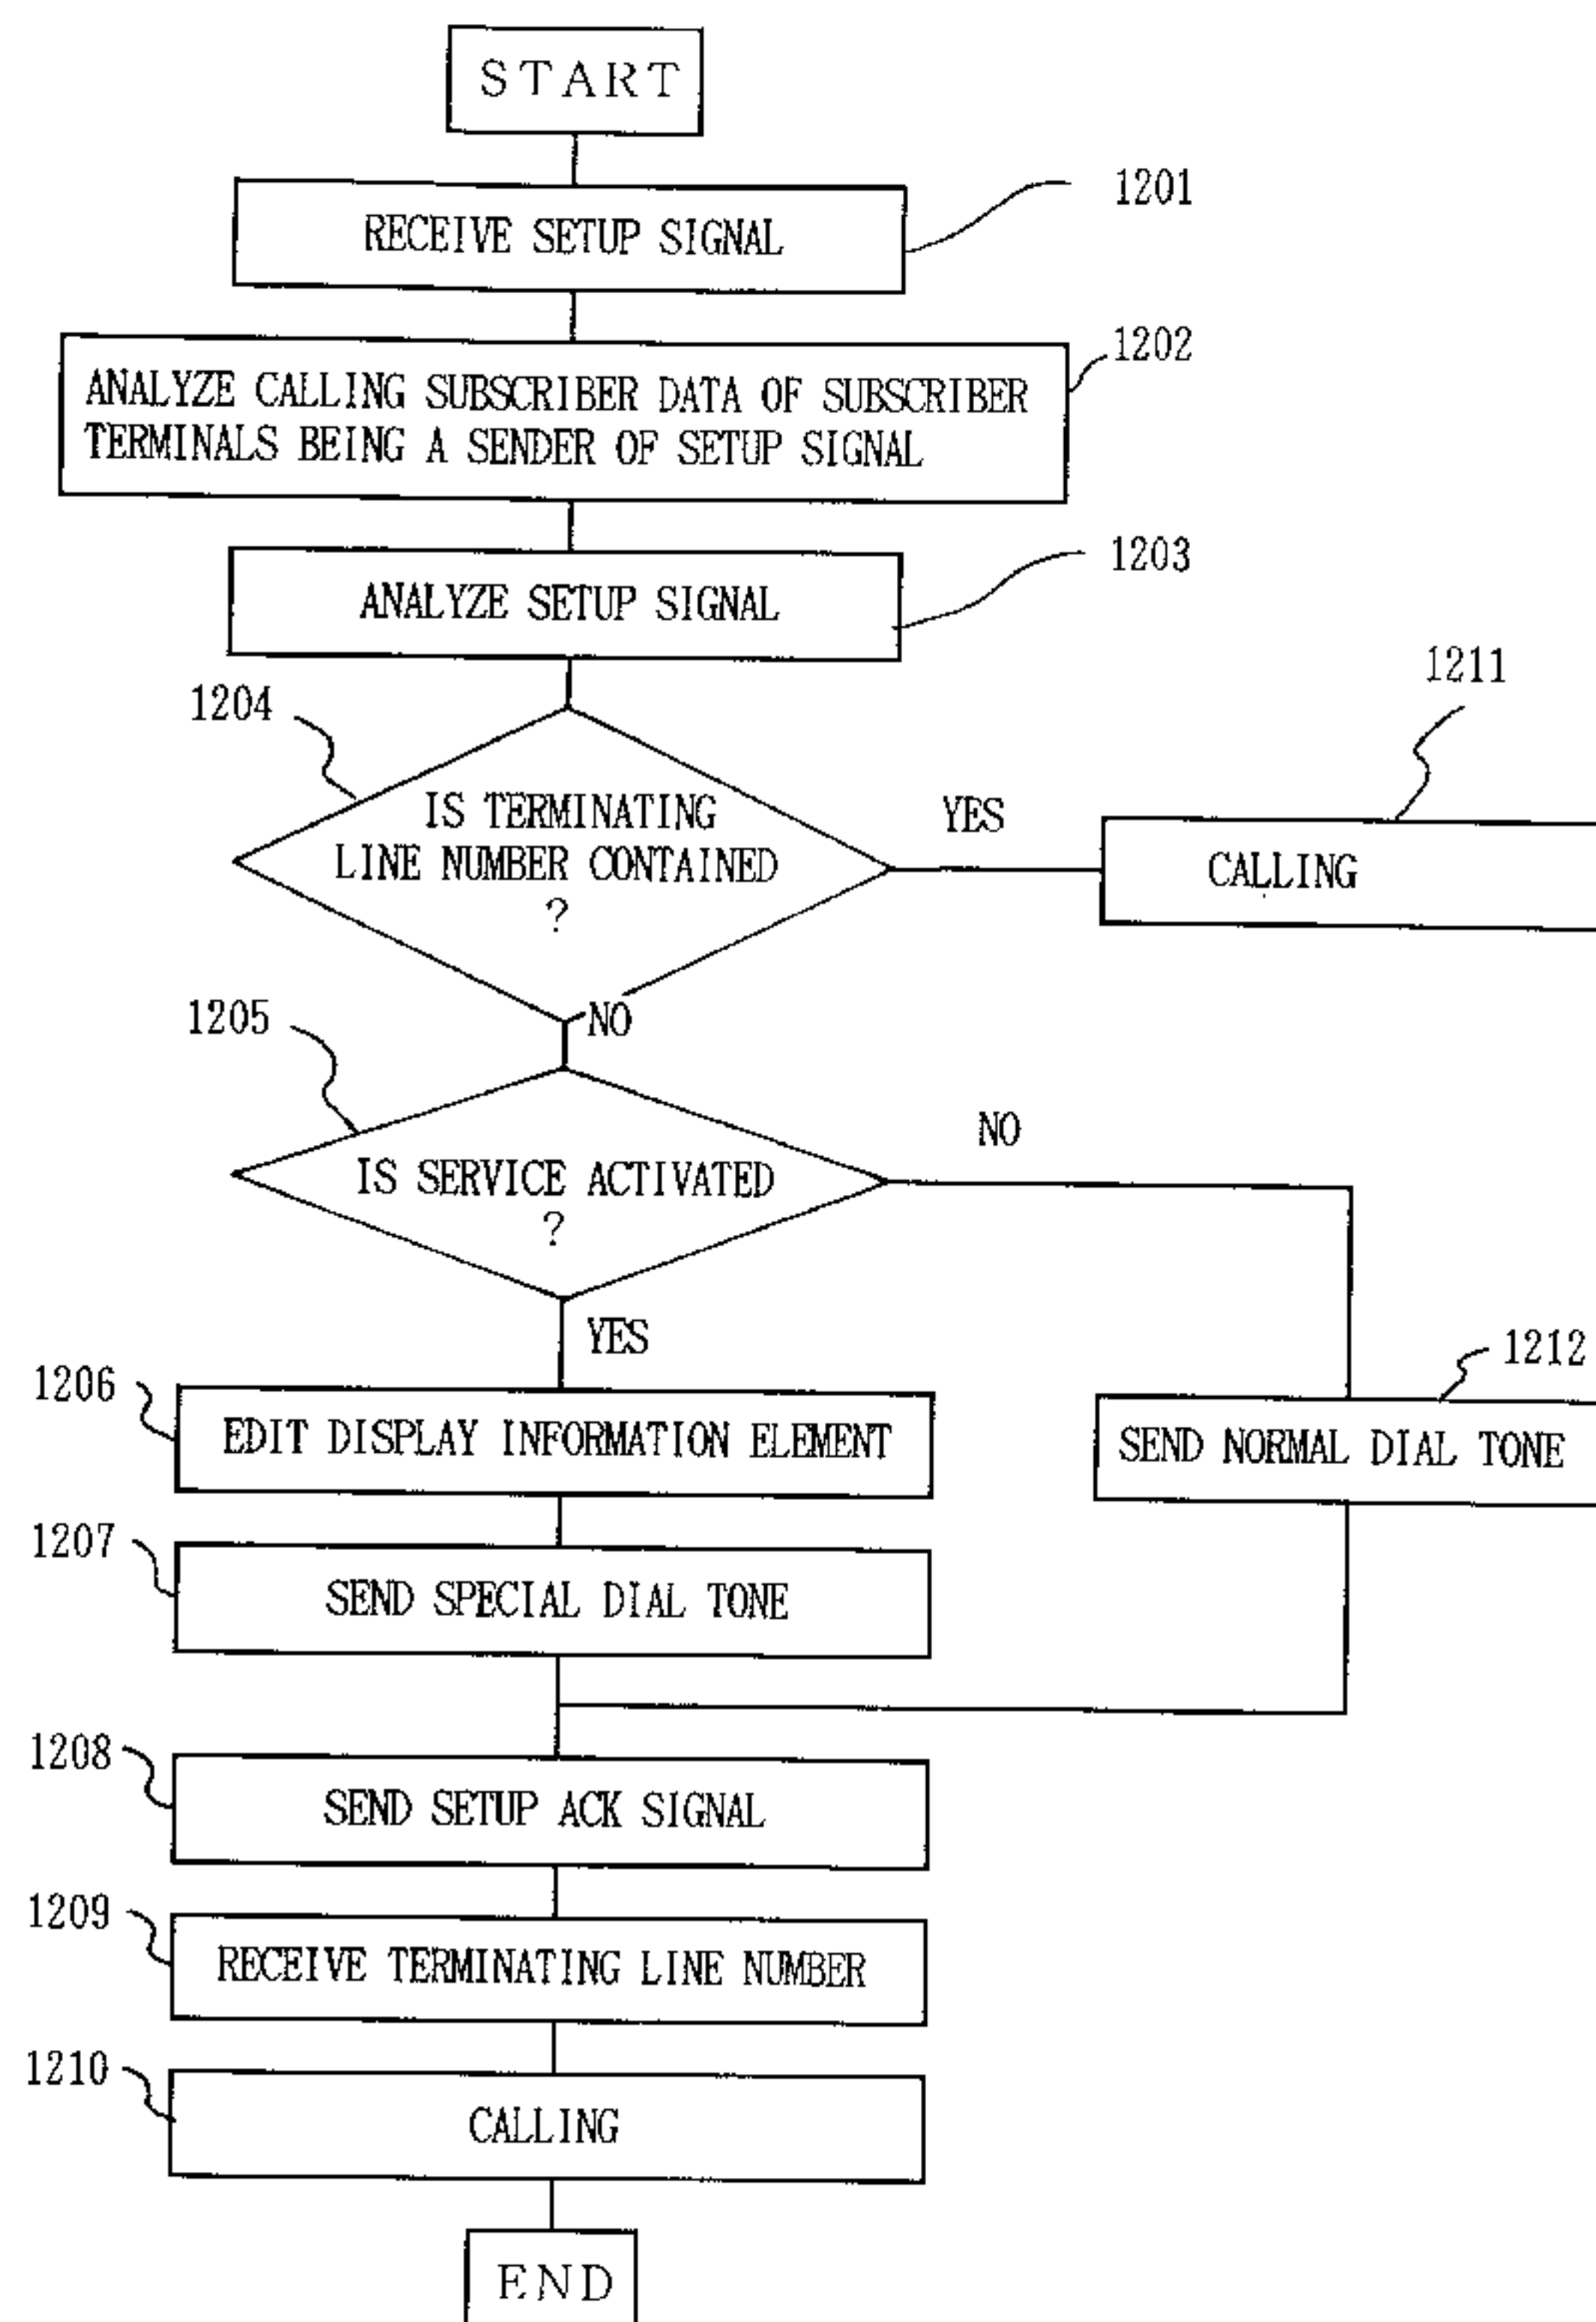 START
1201
RECEIVE SETUP SIGNAL
1202
ANALYZE CALLING SUBSCRIBER DATA OF SUBSCRIBER
TERMINALS BEING A SENDER OF SETUP SIGNAL
1203
ANALYZE SETUP SIGNAL
1204
1211
IS TERMINATING
LINE NUMBER CONTAINED
?
YES
CALLING
NO
1205
IS SERVICE ACTIVATED
?
NO
YES
1206
EDIT DISPLAY INFORMATION ELEMENT
1212
SEND NORMAL DIAL TONE
1207
SEND SPECIAL DIAL TONE
1208
SEND SETUP ACK SIGNAL
1209
RECEIVE TERMINATING LINE NUMBER
1210
CALLING
END